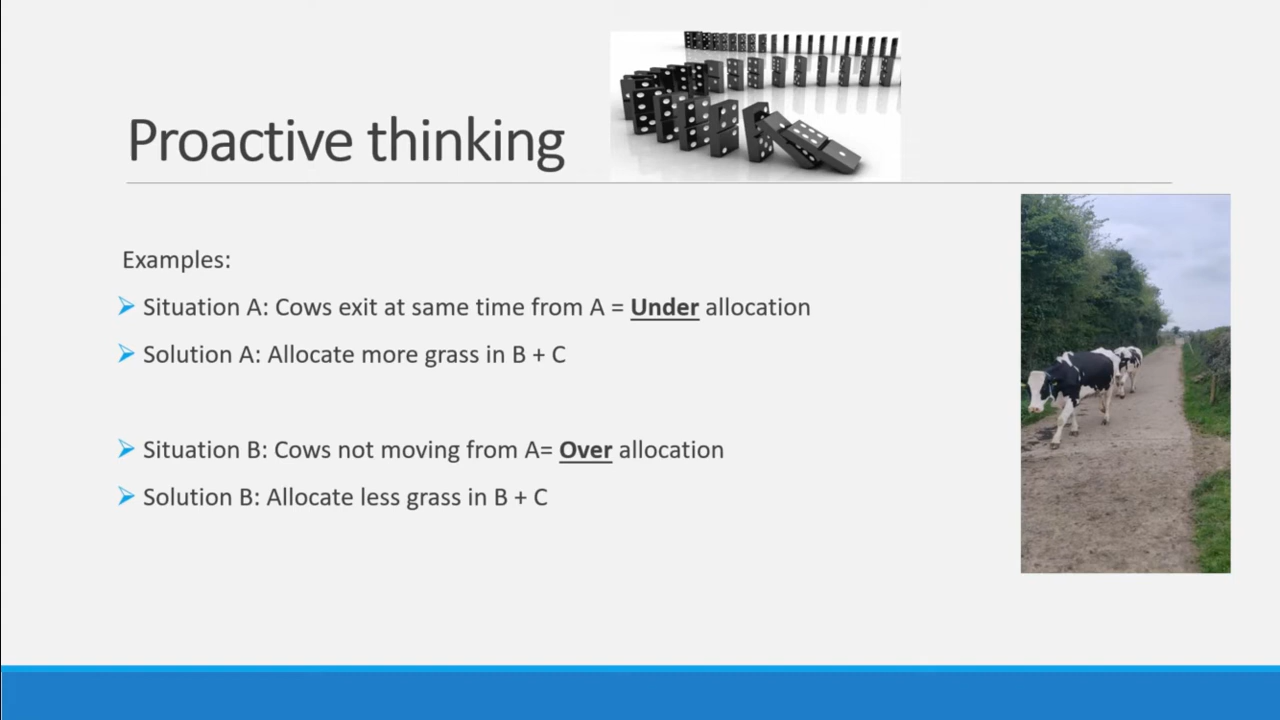 Proactive thinking
Examples:
Situation A: Cows exit at same time from A = Under allocation
Solution A: Allocate more grass in B + C
Situation B: Cows not moving from A= Over allocation
Solution B: Allocate less grass in B + C